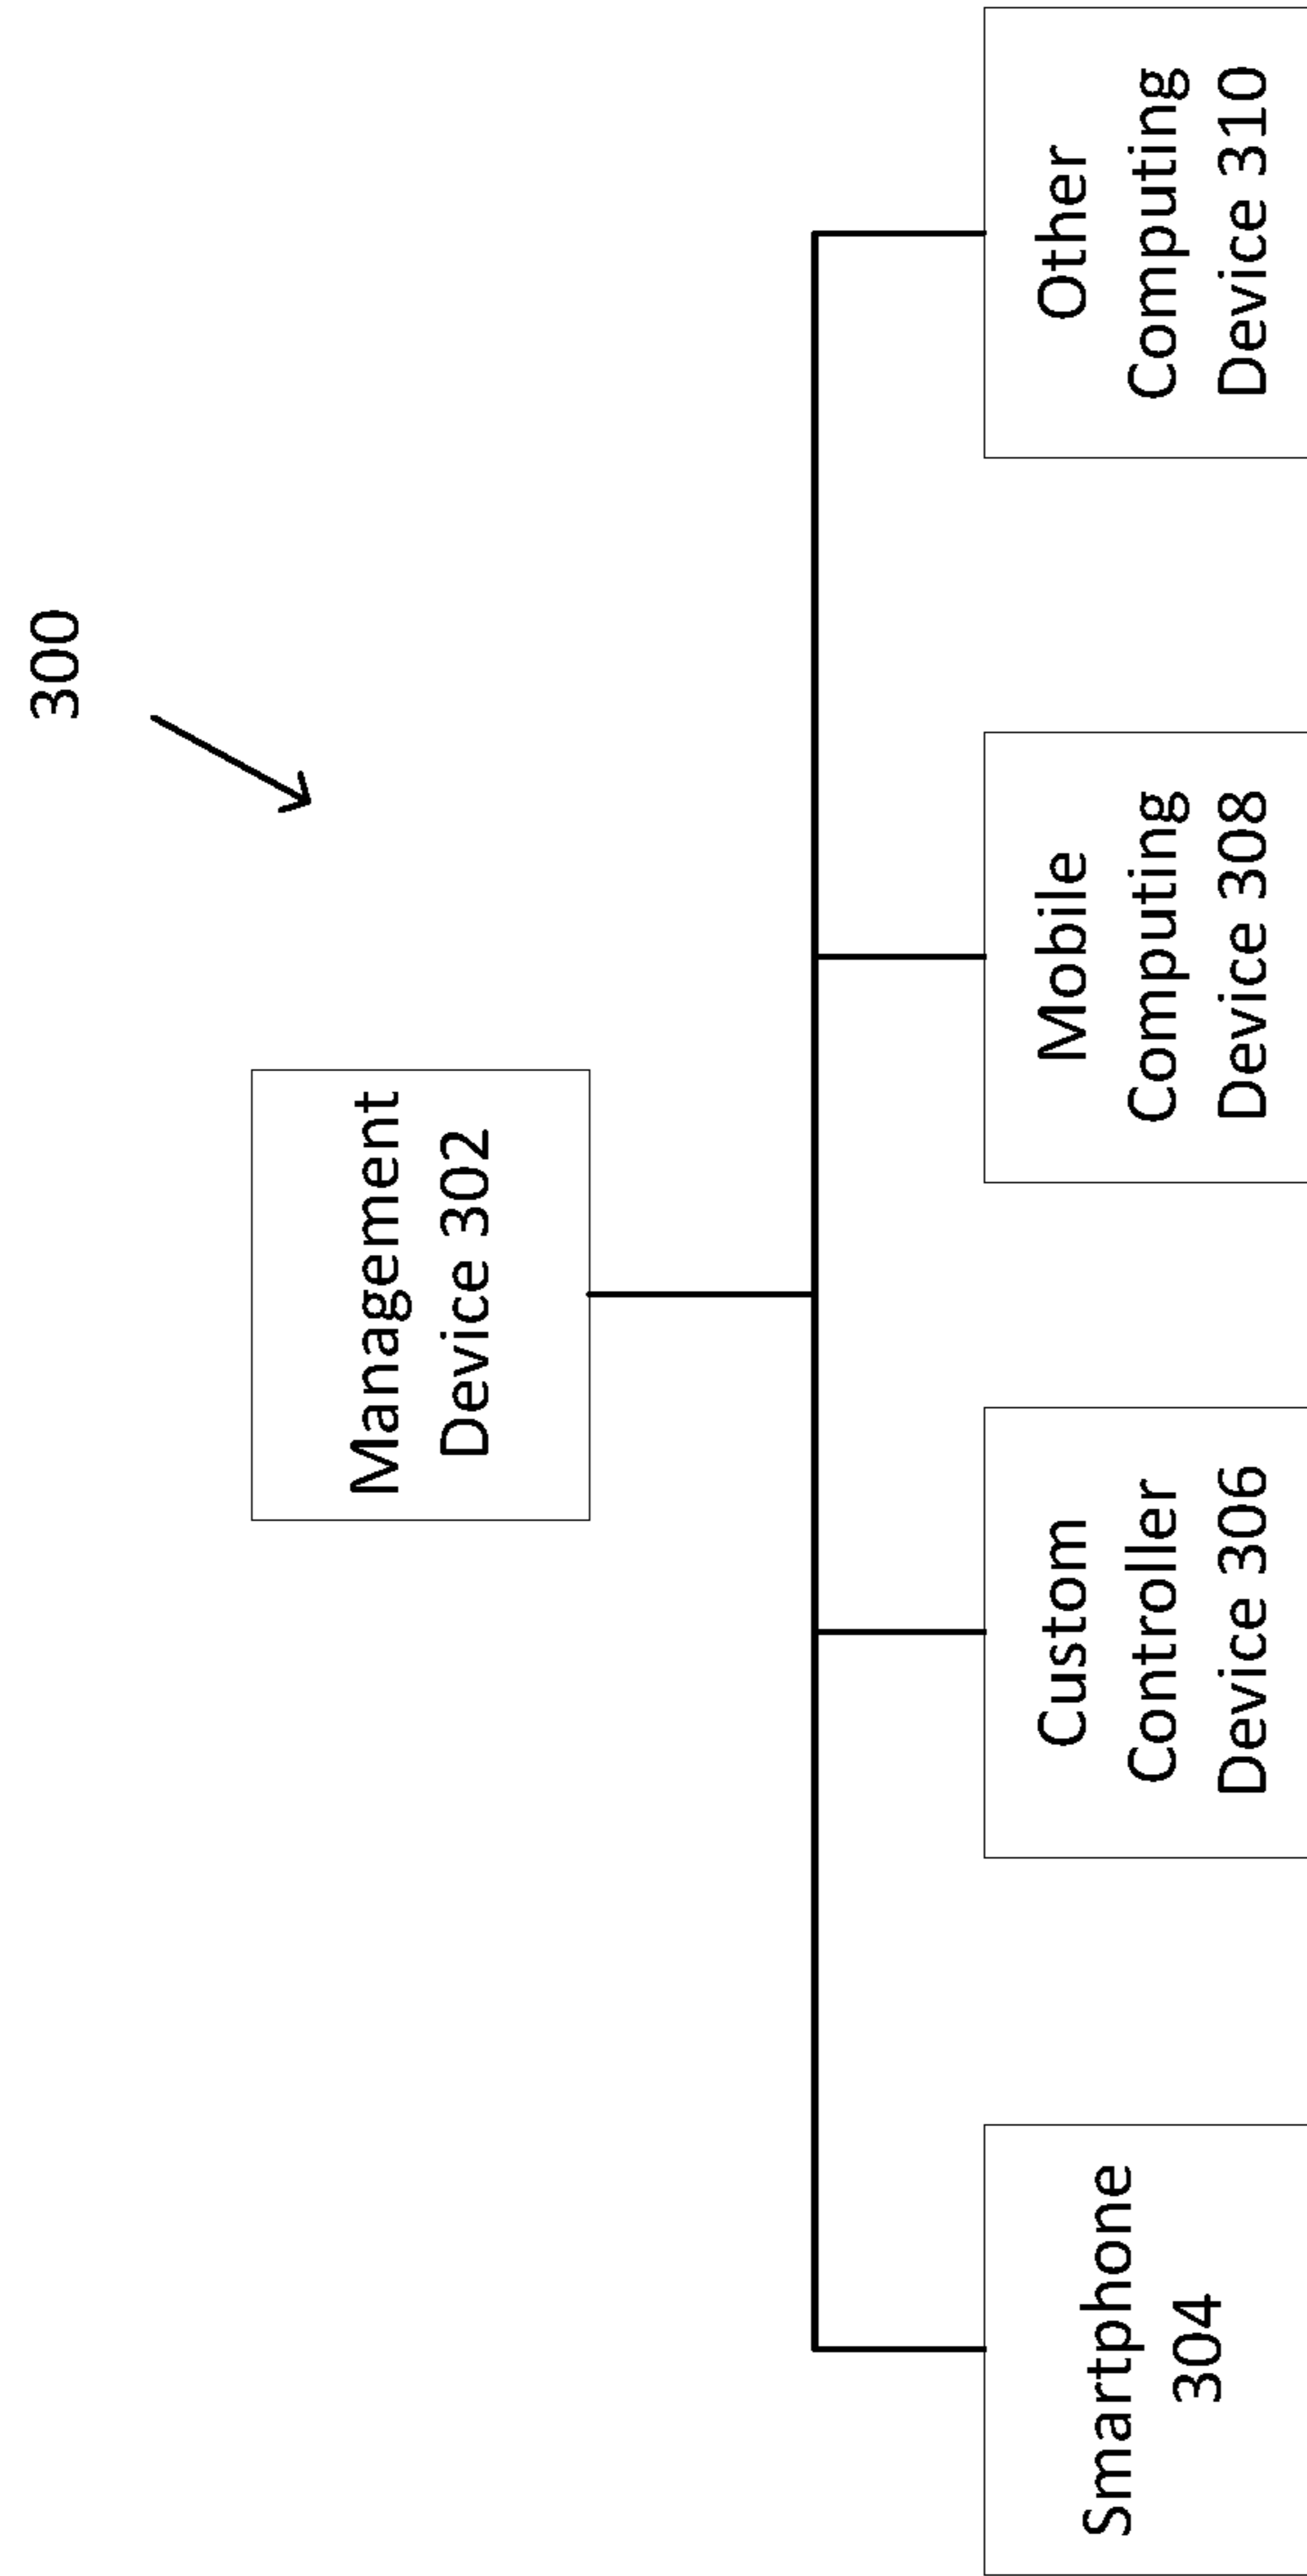 300
Management
Device 302
Smartphone
304
Custom
Controller
Device 306
Mobile
Computing
Device 308
Other
Computing
Device 310